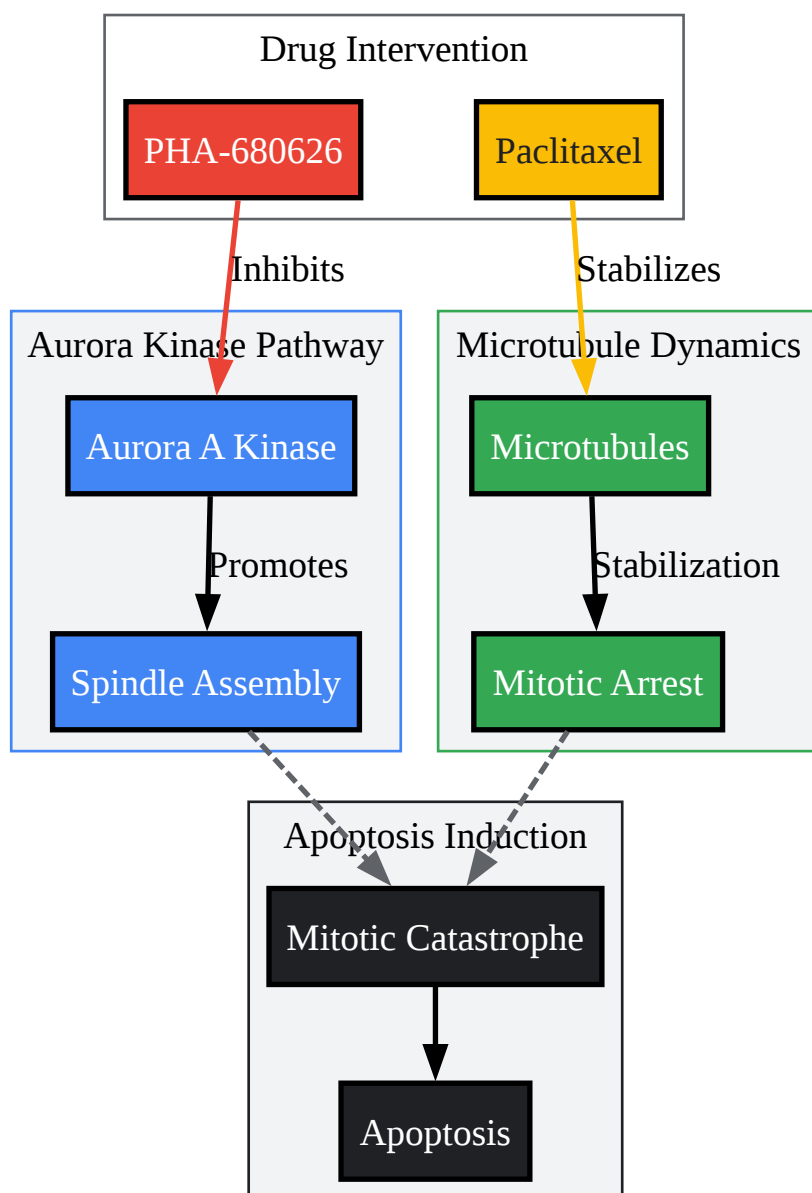 Drug Intervention
PHA-680626
Paclitaxel
Inhibits
Stabilizes
Aurora Kinase Pathway
Microtubule Dynamics
Aurora A Kinase
Microtubules
Promotes
Stabilization
Spindle Assembly
Mitotic Arrest
Apoptosis Induction
Mitotic Catastrophe
Apoptosis